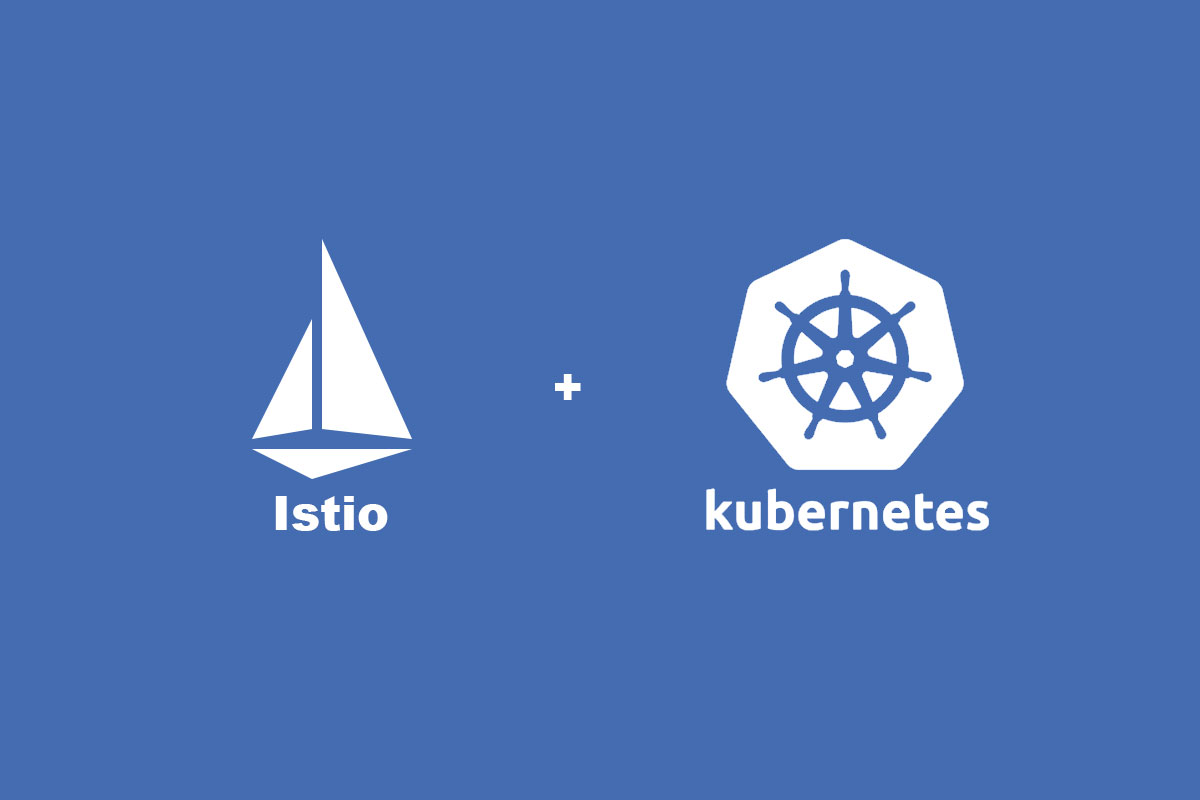 Istio
+
kubernetes